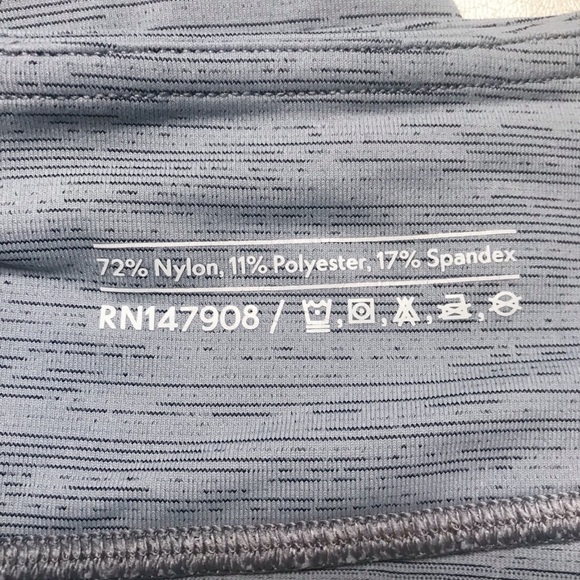 72% Nylon, 11% Polyester, 17% Spandex
RN147908 /